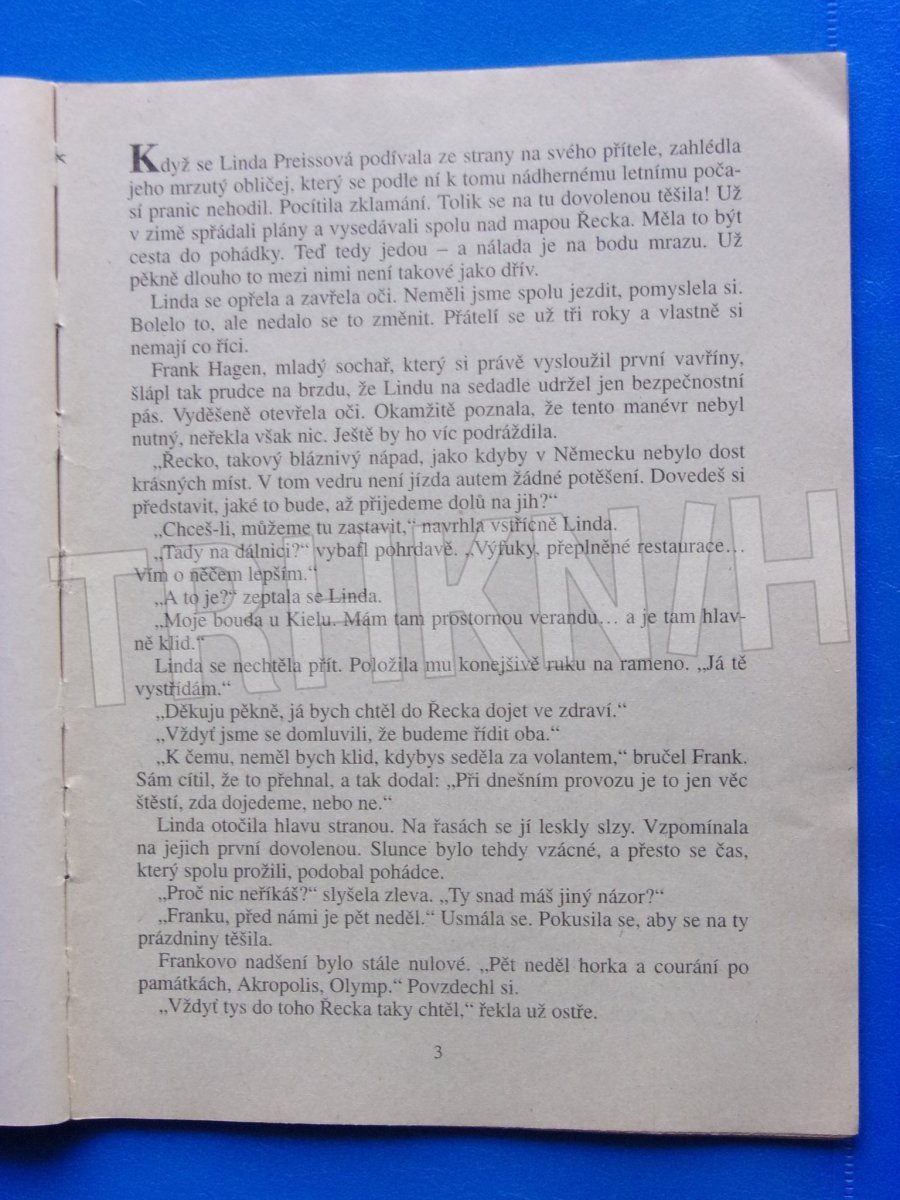 Když se Linda Preissová podívala ze strany na svého přítele, zahlédla
jeho mrzutý obličej, který se podle ní k tomu nádhernému letnímu poča-
sí pranic nehodil. Pocítila zklamání. Tolik se na tu dovolenou těšila! Už
v zimě spřádali plány a vysedávali spolu nad mapou Řecka. Měla to být
cesta do pohádky. Teď tedy jedou – a nálada je na bodu mrazu. Už
pěkně dlouho to mezi nimi není takové jako dřív.
Linda se opřela a zavřela oči. Neměli jsme spolu jezdit, pomyslela si.
Bolelo to, ale nedalo se to změnit. Přátelí se už tři roky a vlastně si
nemají co říci.
Frank Hagen, mladý sochař, který si právě vysloužil první vavříny,
šlápl tak prudce na brzdu, že Lindu na sedadle udržel jen bezpečnostní
pás. Vyděšeně otevřela oči. Okamžitě poznala, že tento manévr nebyl
nutný, neřekla však nic. Ještě by ho víc podráždila.
„Řecko, takový bláznivý nápad, jako kdyby v Německu nebylo dost
krásných míst. V tom vedru není jízda autem žádné potěšení. Dovedeš si
představit, jaké to bude, až přijedeme dolů na jih?“
„Chceš-li, můžeme tu zastavit,“ navrhla vstřícně Linda.
„Tady na dálnici?“ vybafl pohrdavě. „Výfuky, přeplněné restaurace…
Vím o něčem lepším.“
„A to je?“ zeptala se Linda.
„Moje bouda u Kielu. Mám tam prostornou verandu… a je tam hlav-
ně klid.“
Linda se nechtěla přít. Položila mu konejšivě ruku na rameno. „Já tě
vystřídám.“
„Děkuju pěkně, já bych chtěl do Řecka dojet ve zdraví.“
„Vždyť jsme se domluvili, že budeme řídit oba.“
„K čemu, neměl bych klid, kdybys seděla za volantem,“ bručel Frank.
Sám cítil, že to přehnal, a tak dodal: „Při dnešním provozu je to jen věc
štěstí, zda dojedeme, nebo ne.“
Linda otočila hlavu stranou. Na řasách se jí leskly slzy. Vzpomínala
na jejich první dovolenou. Slunce bylo tehdy vzácné, a přesto se čas,
který spolu prožili, podobal pohádce.
„Proč nic neříkáš?“ slyšela zleva. „Ty snad máš jiný názor?“
„Franku, před námi je pět neděl.“ Usmála se. Pokusila se, aby se na ty
prázdniny těšila.
Frankovo nadšení bylo stále nulové. „Pět neděl horka a courání po
památkách, Akropolis, Olymp.“ Povzdechl si.
„Vždyť tys do toho Řecka taky chtěl,“ řekla už ostře.
3